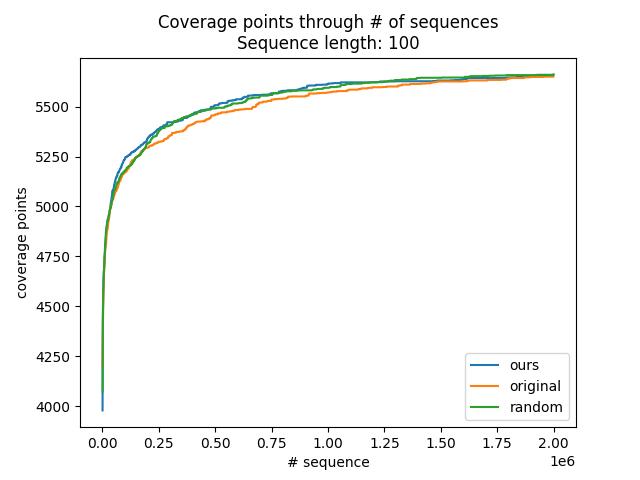 Coverage points through # of sequences
Sequence length: 100
5500
5250
5000
4750
4500
4250
4000
coverage points
ours
original
random
0.00 0.25 0.50 0.75 1.00 1.25 1.50 1.75 2.00
1e6
# sequence